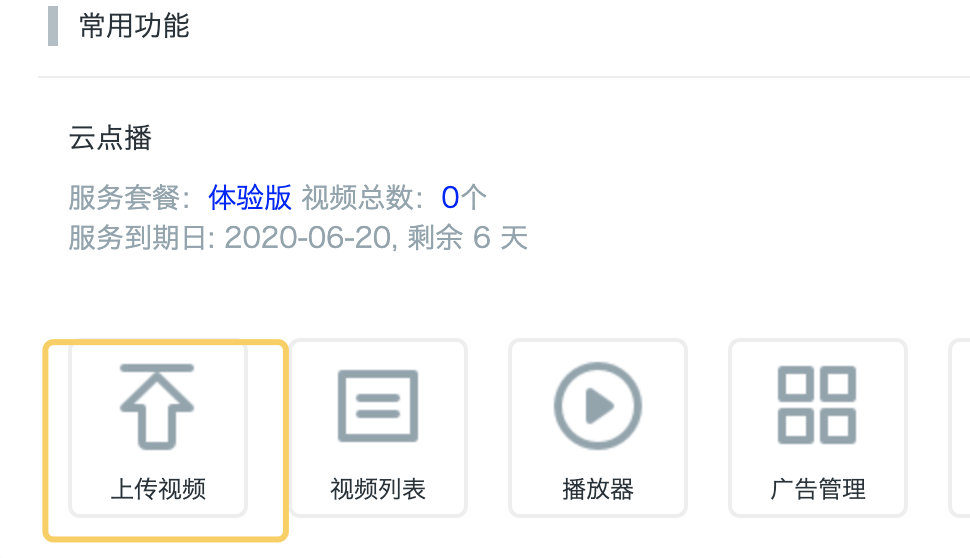 常用功能
云点播
服务套餐：体验版 视频总数：0个
服务到期日: 2020-06-20, 剩余 6 天
上传视频
视频列表
播放器
广告管理